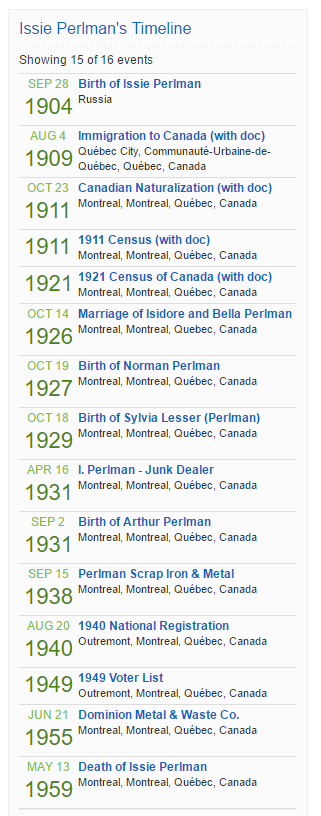 Issie Perlman's Timeline
Showing 15 of 16 events
SEP 28
1904
Birth of Issie Perlman
Russia
AUG 4
1909
Immigration to Canada (with doc)
Québec City, Communauté-Urbaine-de-
Québec, Québec, Canada
OCT 23
1911
Canadian Naturalization (with doc)
Montreal, Montreal, Québec, Canada
1911
1911 Census (with doc)
Montreal, Montreal, Québec, Canada
1921
1921 Census of Canada (with doc)
Montreal, Montreal, Québec, Canada
OCT 14
1926
Marriage of Isidore and Bella Perlman
Montreal, Montreal, Québec, Canada
OCT 19
1927
Birth of Norman Perlman
Montreal, Montreal, Québec, Canada
OCT 18
1929
Birth of Sylvia Lesser (Perlman)
Montreal, Montreal, Québec, Canada
APR 16
1931
I. Perlman - Junk Dealer
Montreal, Montreal, Québec, Canada
SEP 2
1931
Birth of Arthur Perlman
Montreal, Montreal, Québec, Canada
SEP 15
1938
Perlman Scrap Iron & Metal
Montreal, Montreal, Québec, Canada
AUG 20
1940
1940 National Registration
Outremont, Montreal, Québec, Canada
1949
1949 Voter List
Outremont, Montreal, Québec, Canada
JUN 21
1955
Dominion Metal & Waste Co.
Montreal, Montreal, Québec, Canada
MAY 13
1959
Death of Issie Perlman
Montreal, Montreal, Québec, Canada